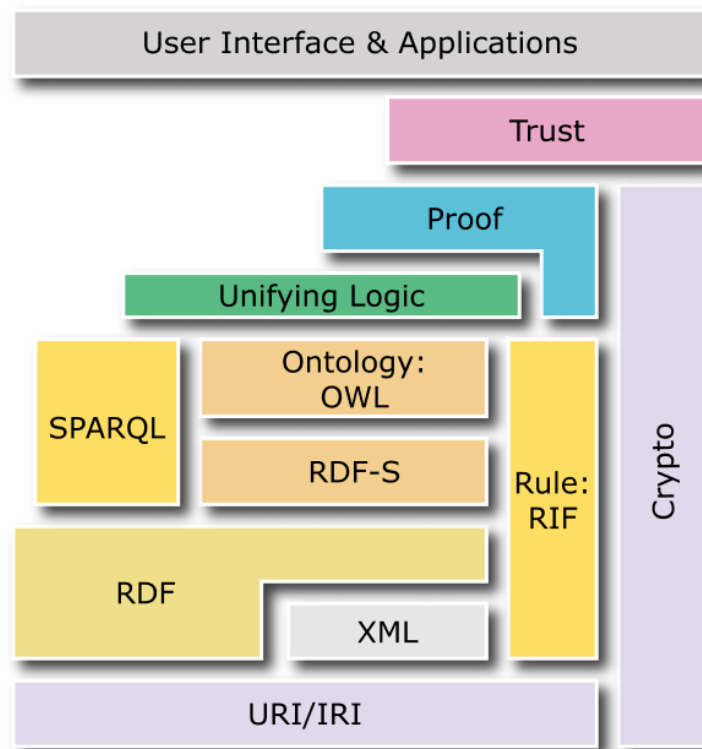 User Interface & Applications
Trust
Proof
Unifying Logic
Ontology:
OWL
SPARQL
RDF-S
Rule:
RIF
Crypto
RDF
XML
URI/IRI